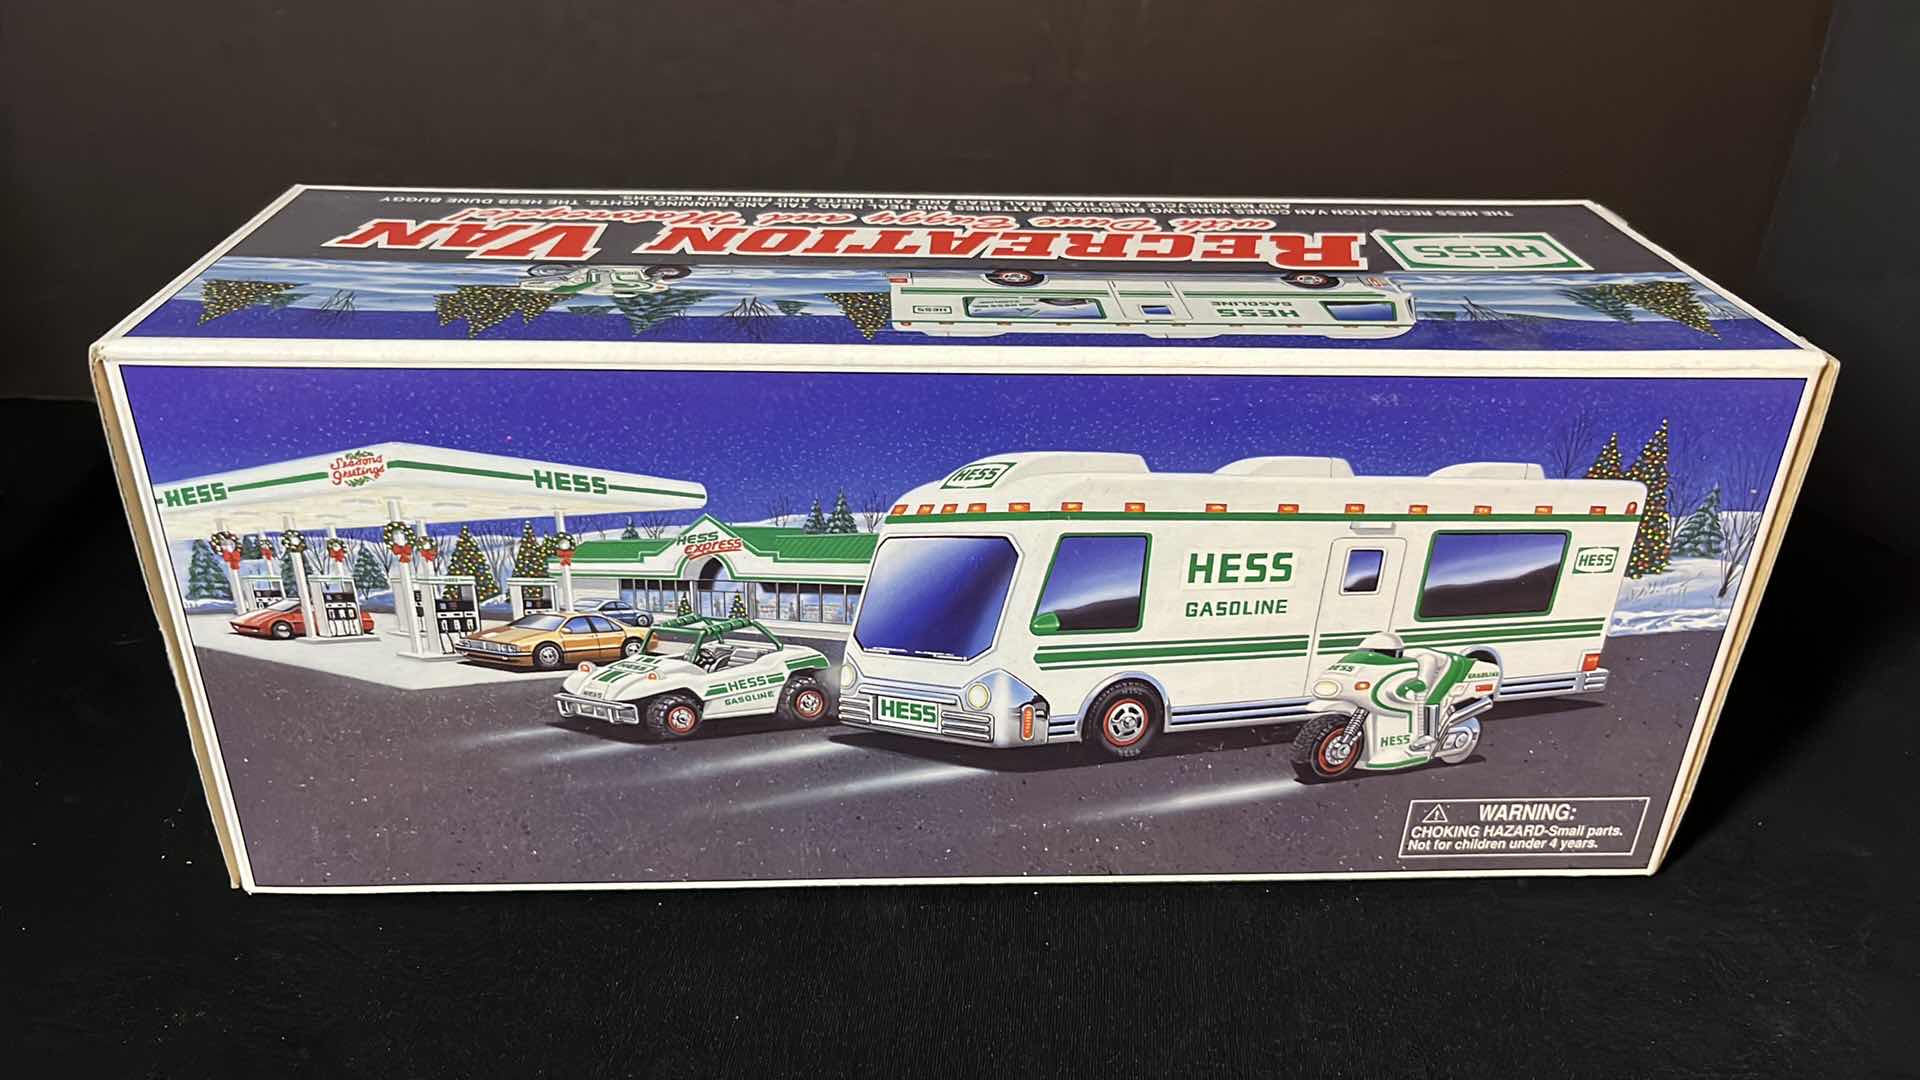 HESS
RECREATION VAN
with Dune Buggy and Motorcycle!
THE HESS RECREATION VAN COMES WITH TWO ENERGIZER® BATTERIES AND REAL HEAD, TAIL AND RUNNING LIGHTS. THE HESS DUNE BUGGY
AND MOTORCYCLE ALSO HAVE REAL HEAD AND TAIL LIGHTS AND FRICTION MOTORS.
HESS
GASOLINE
HESS
HESS
Seasons
Greetings
HESS
HESS
EXPRESS
HESS
HESS
GASOLINE
HESS
HESS
HESS
GASOLINE
HESS
HESS
GASOLINE
HESS
GASOLINE
HESS
WARNING:
CHOKING HAZARD-Small parts.
Not for children under 4 years.